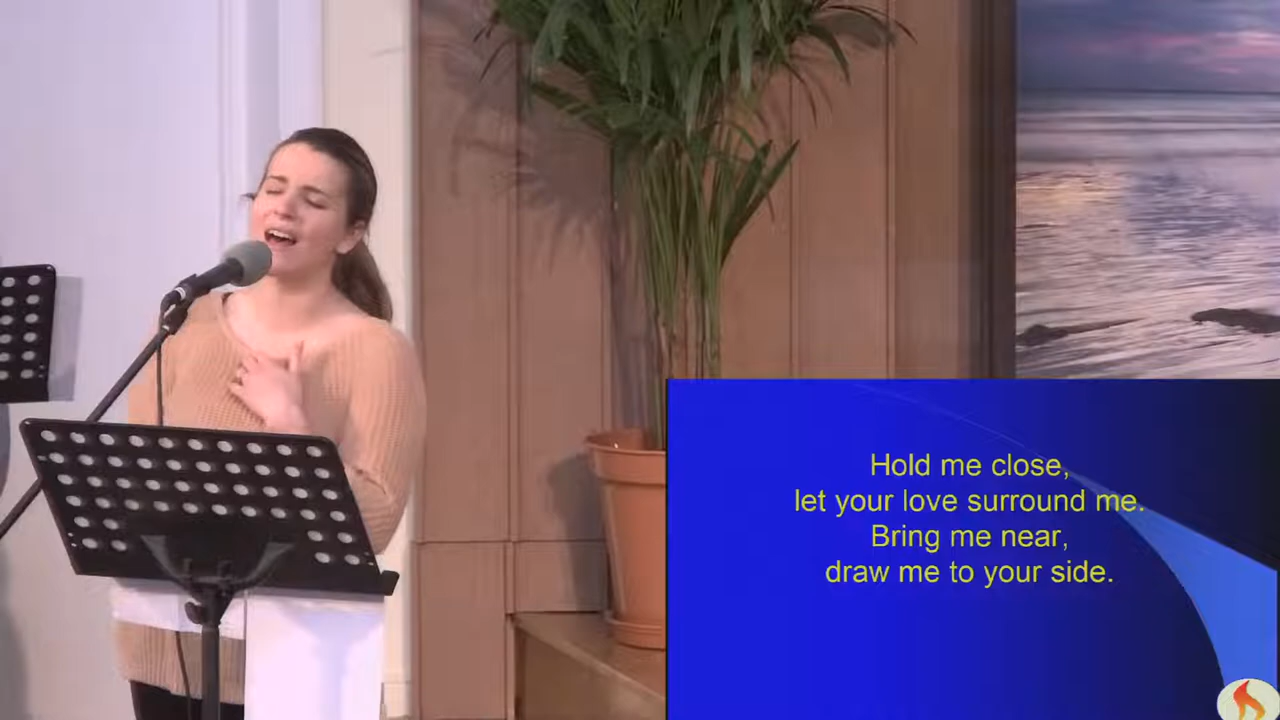 Hold me close,
let your love surround me.
Bring me near,
draw me to your side.